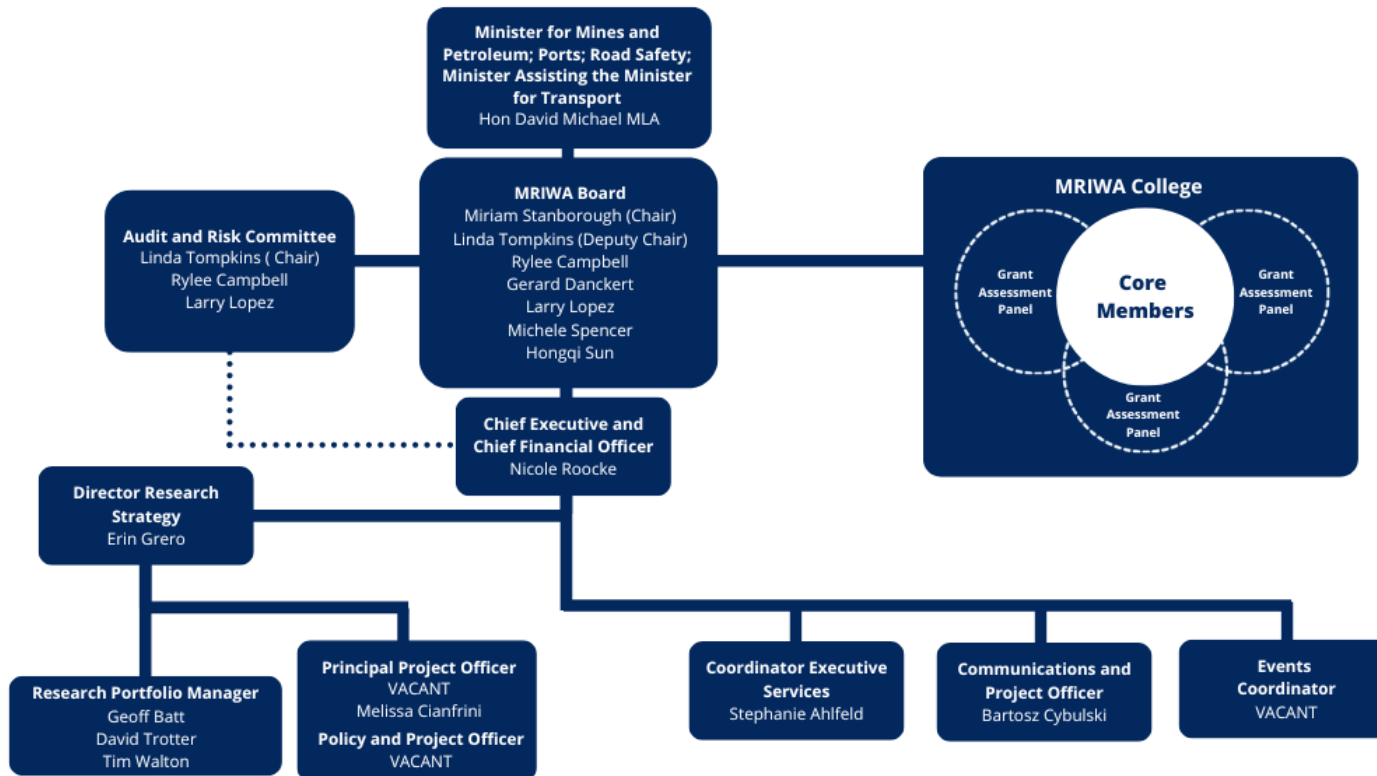 Minister for Mines and
Petroleum; Ports; Road Safety;
Minister Assisting the Minister
for Transport
Hon David Michael MLA
MRIWA Board
Miriam Stanborough (Chair)
Linda Tompkins (Deputy Chair)
Rylee Campbell
Gerard Danckert
Larry Lopez
Michele Spencer
Hongqi Sun
Audit and Risk Committee
Linda Tompkins ( Chair)
Rylee Campbell
Larry Lopez
MRIWA College
Grant
Assessment
Panel
Core
Members
Grant
Assessment
Panel
Grant
Assessment
Panel
Chief Executive and
Chief Financial Officer
Nicole Roocke
Director Research
Strategy
Erin Grero
Research Portfolio Manager
Geoff Batt
David Trotter
Tim Walton
Principal Project Officer
VACANT
Melissa Cianfrini
Policy and Project Officer
VACANT
Coordinator Executive
Services
Stephanie Ahlfeld
Communications and
Project Officer
Bartosz Cybulski
Events
Coordinator
VACANT